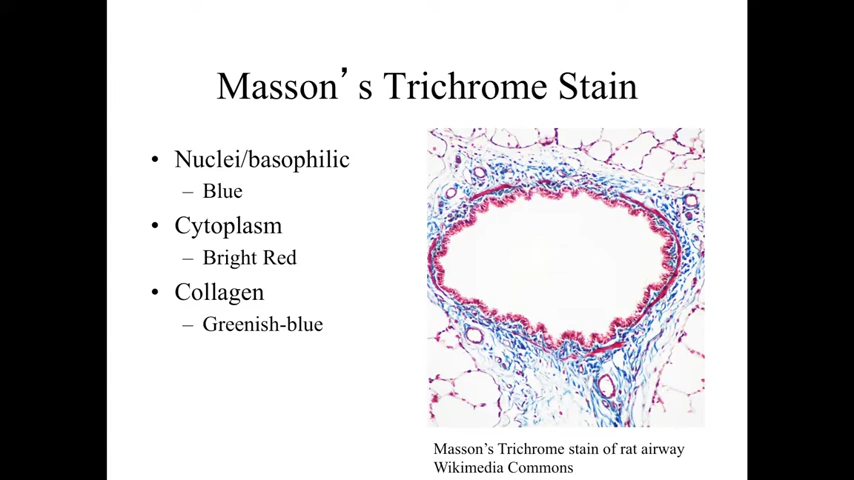 Masson’s Trichrome Stain
• Nuclei/basophilic
– Blue
• Cytoplasm
– Bright Red
• Collagen
– Greenish-blue
Masson’s Trichrome stain of rat airway
Wikimedia Commons